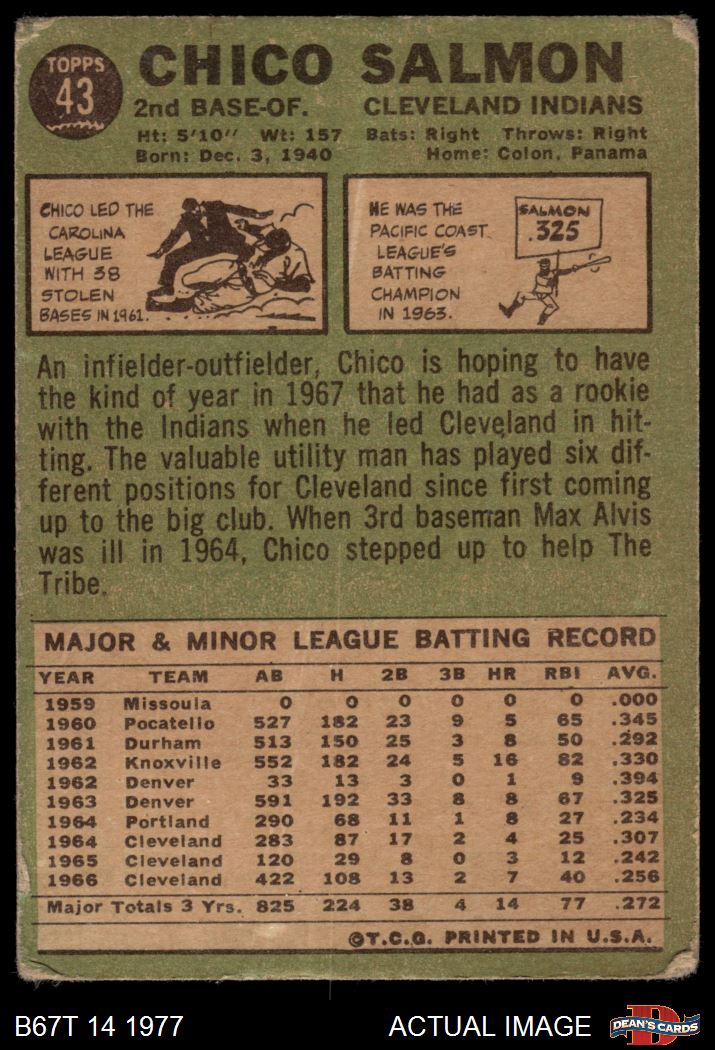 TOPPS
43
CHICO SALMON
2nd BASE-OF. CLEVELAND INDIANS
Ht: 5'10" Wt: 157 Bats: Right Throws: Right
Born: Dec. 3, 1940 Home: Colon, Panama
CHICO LED THE
CAROLINA
LEAGUE
WITH 38
STOLEN
BASES IN 1961.
HE WAS THE
PACIFIC COAST
LEAGUE'S
BATTING
CHAMPION
IN 1963.
SALMON
.325
An infielder-outfielder, Chico is hoping to have
the kind of year in 1967 that he had as a rookie
with the Indians when he led Cleveland in hit-
ting. The valuable utility man has played six dif-
ferent positions for Cleveland since first coming
up to the big club. When 3rd baseman Max Alvis
was ill in 1964, Chico stepped up to help The
Tribe.
MAJOR & MINOR LEAGUE BATTING RECORD
YEAR TEAM AB H 2B 3B HR RBI AVG.
1959 Missoula 0 0 0 0 0 0 .000
1960 Pocatello 527 182 23 9 5 65 .345
1961 Durham 513 150 25 3 8 50 .292
1962 Knoxville 552 182 24 5 16 82 .330
1962 Denver 33 13 3 0 1 9 .394
1963 Denver 591 192 33 8 8 67 .325
1964 Portland 290 68 11 1 8 27 .234
1964 Cleveland 283 87 17 2 4 25 .307
1965 Cleveland 120 29 8 0 3 12 .242
1966 Cleveland 422 108 13 2 7 40 .256
Major Totals 3 Yrs. 825 224 38 4 14 77 .272
©T.C.G. PRINTED IN U.S.A.
B67T 14 1977 ACTUAL IMAGE
DEAN'S CARDS